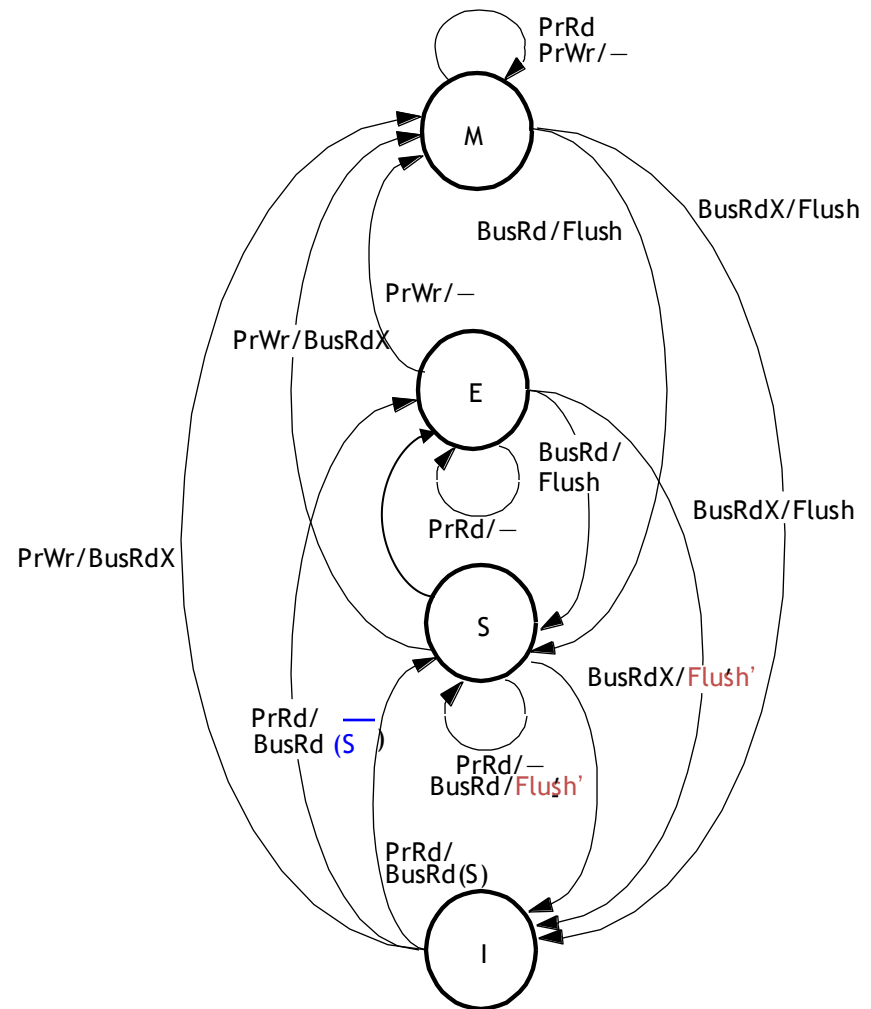 PrRd
PrWr/—
M
BusRdX/Flush
BusRd/Flush
PrWr/—
PrWr/BusRdX
E
BusRd/
Flush
BusRdX/Flush
PrRd/—
PrWr/BusRdX
S
BusRdX/Flush'
PrRd/
BusRd (S̅)
PrRd/—
BusRd/Flush'
PrRd/
BusRd(S)
I